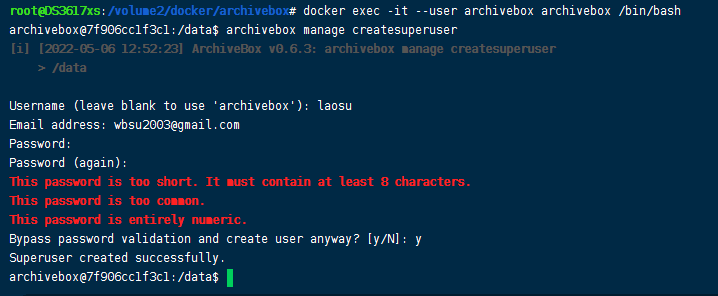 root@DS3617xs:/volume2/docker/archivebox# docker exec -it --user archivebox archivebox /bin/bash
archivebox@7f906cc1f3c1:/data$ archivebox manage createsuperuser
[i] [2022-05-06 12:52:23] ArchiveBox v0.6.3: archivebox manage createsuperuser
> /data
Username (leave blank to use 'archivebox'): laosu
Email address: wbsu2003@gmail.com
Password:
Password (again):
This password is too short. It must contain at least 8 characters.
This password is too common.
This password is entirely numeric.
Bypass password validation and create user anyway? [y/N]: y
Superuser created successfully.
archivebox@7f906cc1f3c1:/data$